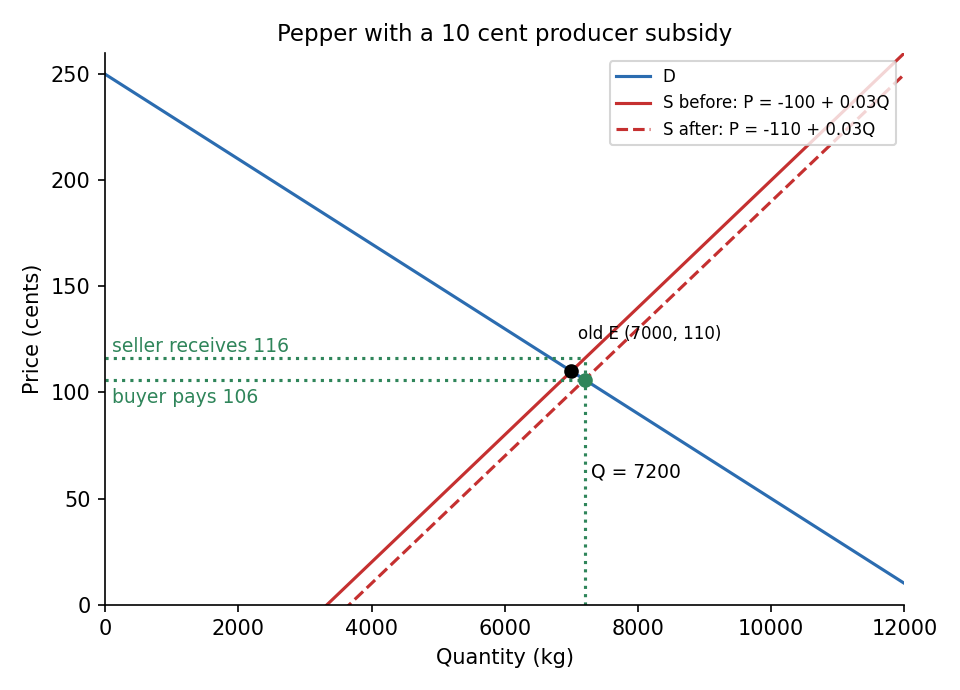 Pepper with a 10 cent producer subsidy
D
S before: P = -100 + 0.03Q
S after: P = -110 + 0.03Q
250
200
150
100
50
0
Price (cents)
old E (7000, 110)
seller receives 116
buyer pays 106
Q = 7200
0 2000 4000 6000 8000 10000 12000
Quantity (kg)